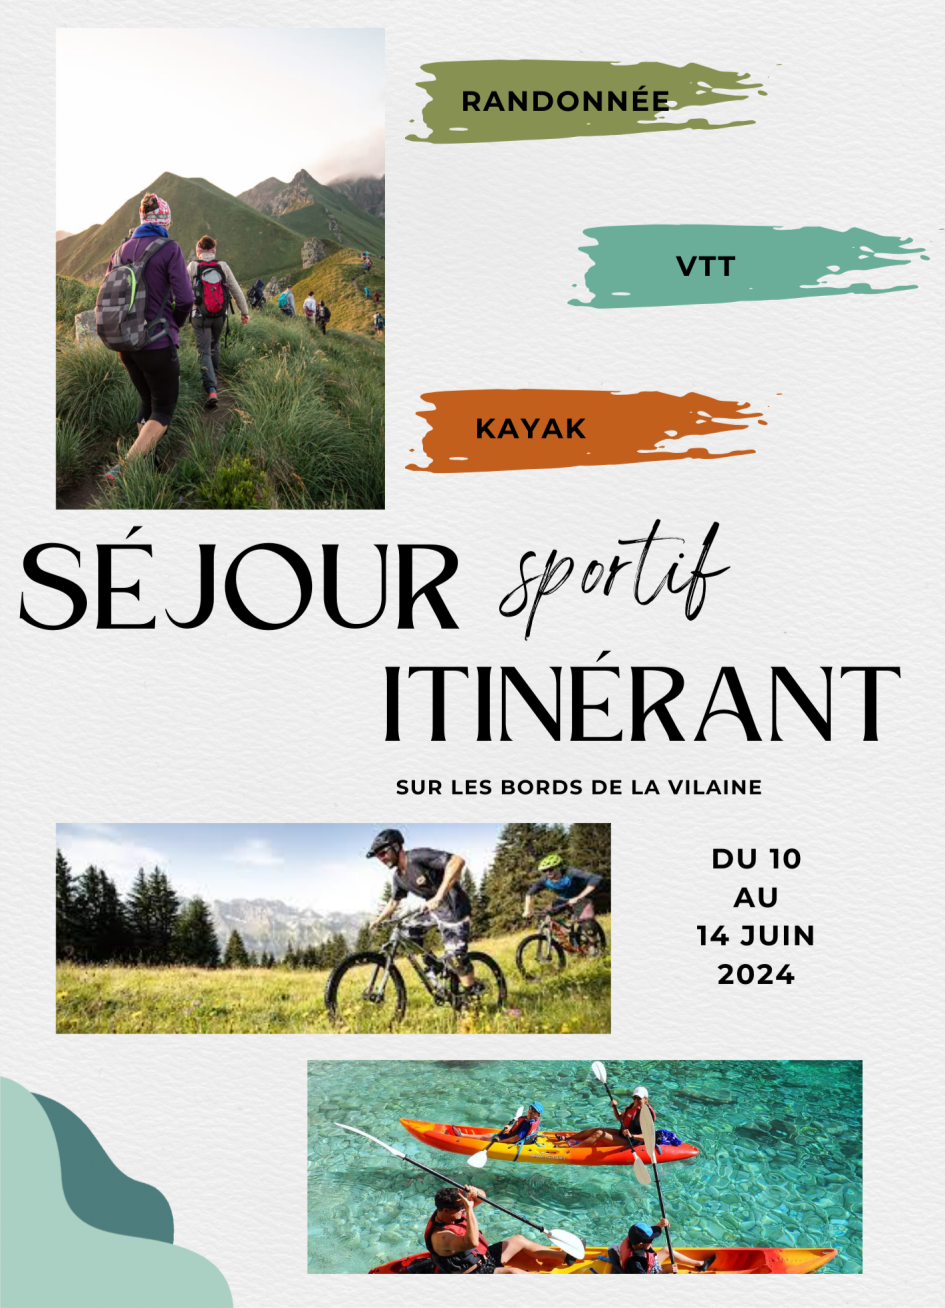 RANDONNÉE
VTT
KAYAK
SÉJOUR sportif
ITINÉRANT
SUR LES BORDS DE LA VILAINE
DU 10
AU
14 JUIN
2024